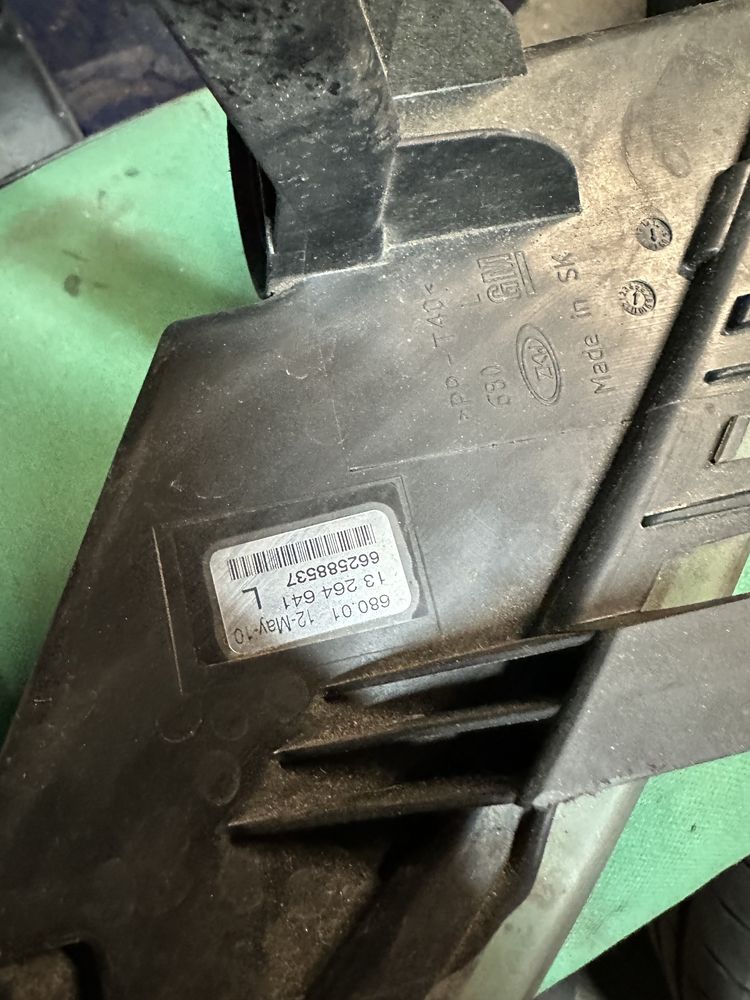 >PP - T40<
L
GM
680
Made in SK
680.01 12-May-10
13 264 641
L
662588537